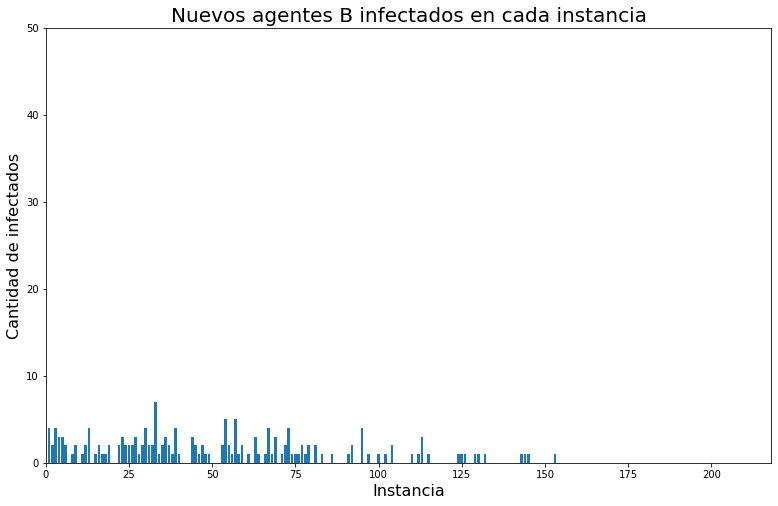 Nuevos agentes B infectados en cada instancia
50
40
30
20
10
0
Cantidad de infectados
0 25 50 75 100 125 150 175 200
Instancia